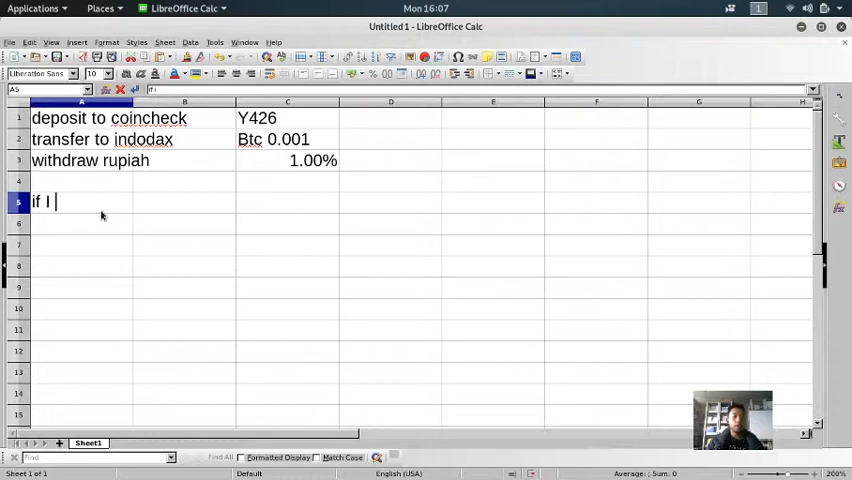 Applications
Places
LibreOffice Calc
Mon 16:07
1
Untitled 1 - LibreOffice Calc
File Edit View Insert Format Styles Sheet Data Tools Window Help
Liberation Sans 10
A5 if I
A B C D E F G H
1 deposit to coincheck Y426
2 transfer to indodax Btc 0.001
3 withdraw rupiah 1.00%
4
5 if I
6
7
8
9
10
11
12
13
14
15
Sheet1
Find Find All Formatted Display Match Case
Sheet 1 of 1 Default English (USA) Average: ; Sum: 0 200%